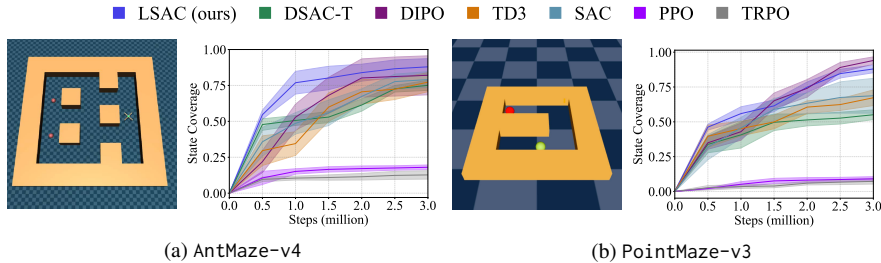 LSAC (ours) DSAC-T DIPO TD3 SAC PPO TRPO
State Coverage
1.00
0.75
0.50
0.25
0.00
0.0 0.5 1.0 1.5 2.0 2.5 3.0
Steps (million)
State Coverage
1.00
0.75
0.50
0.25
0.00
0.0 0.5 1.0 1.5 2.0 2.5 3.0
Steps (million)
(a) AntMaze-v4
(b) PointMaze-v3